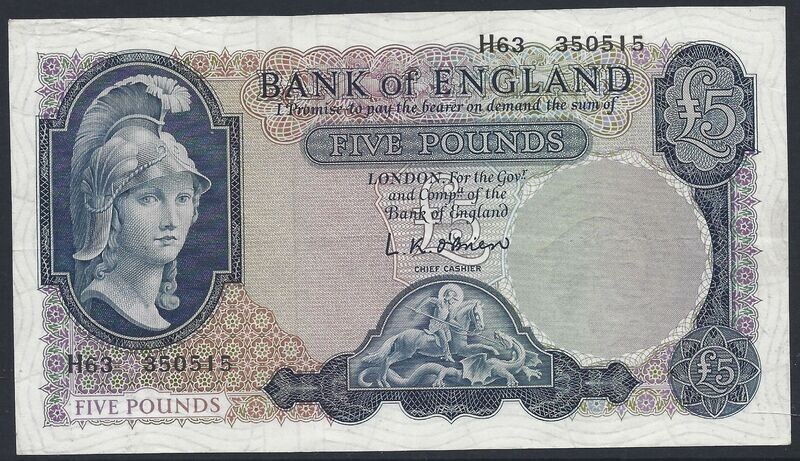 H63 350515
BANK of ENGLAND
I Promise to pay the bearer on demand the sum of
FIVE POUNDS
£5
LONDON, For the Govr
and Compa of the
Bank of England
£5
L. K. O'Brien
CHIEF CASHIER
H63 350515
FIVE POUNDS
£5